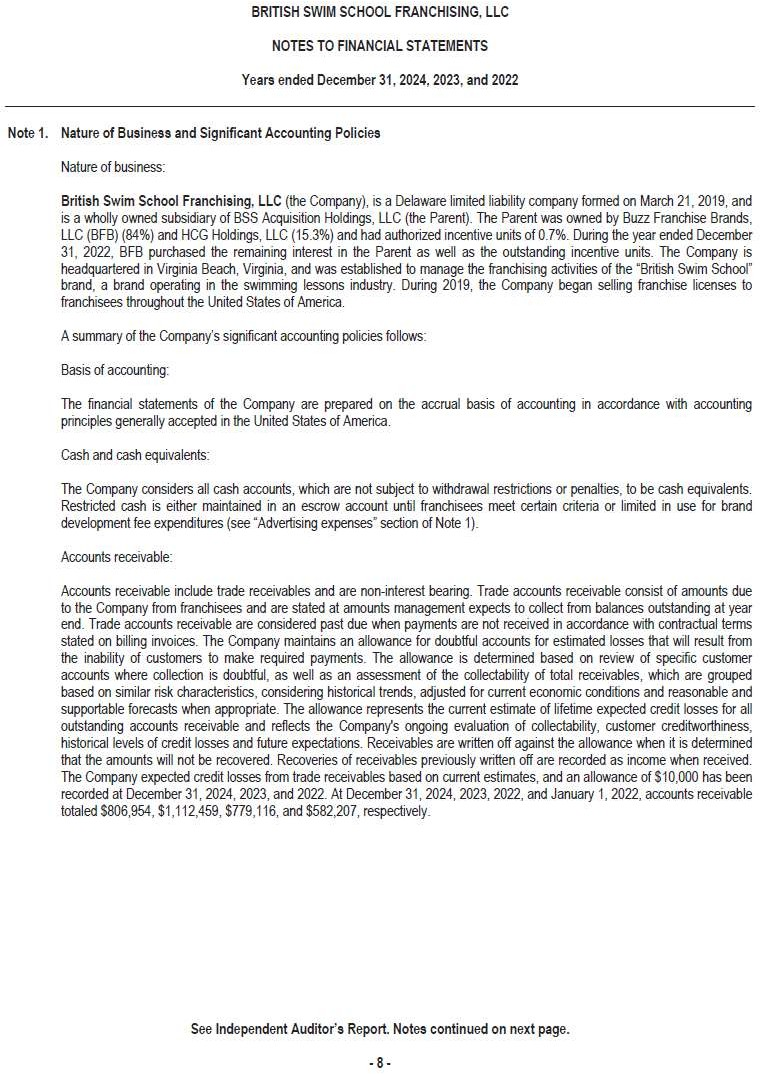 BRITISH SWIM SCHOOL FRANCHISING, LLC
NOTES TO FINANCIAL STATEMENTS
Years ended December 31, 2024, 2023, and 2022
Note 1. Nature of Business and Significant Accounting Policies
Nature of business:
British Swim School Franchising, LLC (the Company), is a Delaware limited liability company formed on March 21, 2019, and
is a wholly owned subsidiary of BSS Acquisition Holdings, LLC (the Parent). The Parent was owned by Buzz Franchise Brands,
LLC (BFB) (84%) and HCG Holdings, LLC (15.3%) and had authorized incentive units of 0.7%. During the year ended December
31, 2022, BFB purchased the remaining interest in the Parent as well as the outstanding incentive units. The Company is
headquartered in Virginia Beach, Virginia, and was established to manage the franchising activities of the “British Swim School”
brand, a brand operating in the swimming lessons industry. During 2019, the Company began selling franchise licenses to
franchisees throughout the United States of America.
A summary of the Company’s significant accounting policies follows:
Basis of accounting:
The financial statements of the Company are prepared on the accrual basis of accounting in accordance with accounting
principles generally accepted in the United States of America.
Cash and cash equivalents:
The Company considers all cash accounts, which are not subject to withdrawal restrictions or penalties, to be cash equivalents.
Restricted cash is either maintained in an escrow account until franchisees meet certain criteria or limited in use for brand
development fee expenditures (see “Advertising expenses” section of Note 1).
Accounts receivable:
Accounts receivable include trade receivables and are non-interest bearing. Trade accounts receivable consist of amounts due
to the Company from franchisees and are stated at amounts management expects to collect from balances outstanding at year
end. Trade accounts receivable are considered past due when payments are not received in accordance with contractual terms
stated on billing invoices. The Company maintains an allowance for doubtful accounts for estimated losses that will result from
the inability of customers to make required payments. The allowance is determined based on review of specific customer
accounts where collection is doubtful, as well as an assessment of the collectability of total receivables, which are grouped
based on similar risk characteristics, considering historical trends, adjusted for current economic conditions and reasonable and
supportable forecasts when appropriate. The allowance represents the current estimate of lifetime expected credit losses for all
outstanding accounts receivable and reflects the Company's ongoing evaluation of collectability, customer creditworthiness,
historical levels of credit losses and future expectations. Receivables are written off against the allowance when it is determined
that the amounts will not be recovered. Recoveries of receivables previously written off are recorded as income when received.
The Company expected credit losses from trade receivables based on current estimates, and an allowance of $10,000 has been
recorded at December 31, 2024, 2023, and 2022. At December 31, 2024, 2023, 2022, and January 1, 2022, accounts receivable
totaled $806,954, $1,112,459, $779,116, and $582,207, respectively.
See Independent Auditor’s Report. Notes continued on next page.
- 8 -